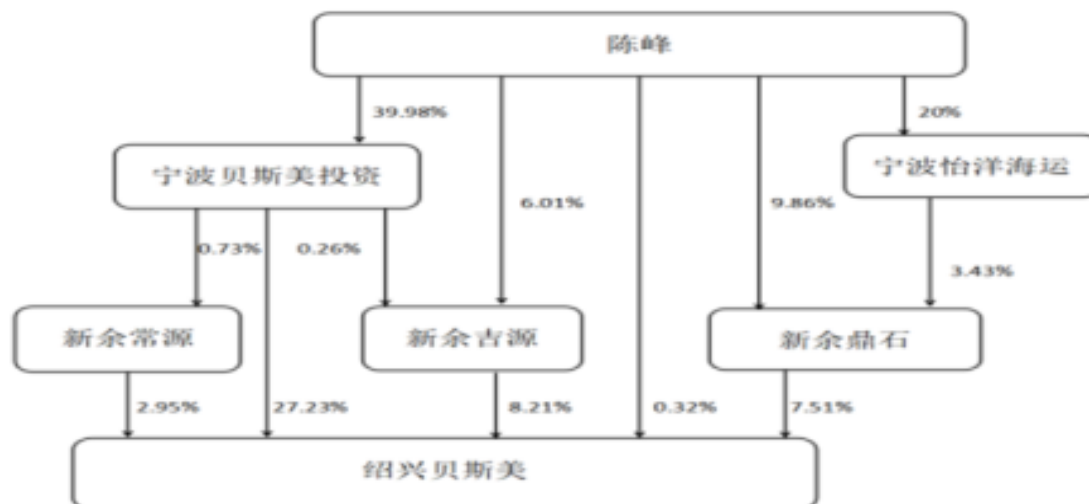 陈峰
39.98%
20%
宁波贝斯美投资
宁波怡洋海运
6.01%
9.86%
0.73%
0.26%
3.43%
新余常源
新余吉源
新余鼎石
2.95%
27.23%
8.21%
0.32%
7.51%
绍兴贝斯美